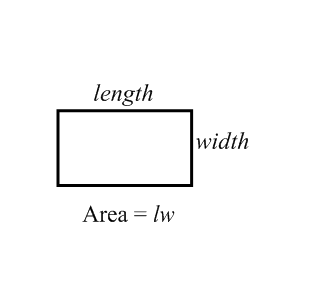 length
width
Area = lw